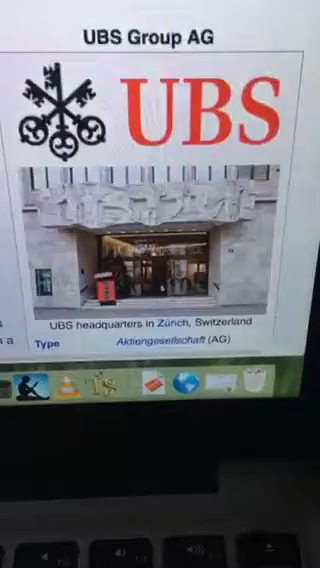 UBS Group AG
UBS
UBS headquarters in Zürich, Switzerland
Type Aktiengesellschaft (AG)